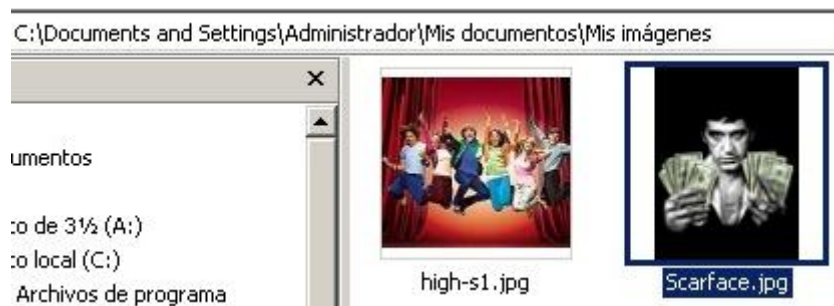 C:\Documents and Settings\Administrador\Mis documentos\Mis imágenes
umentos
co de 3½ (A:)
co local (C:)
Archivos de programa
high-s1.jpg
Scarface.jpg